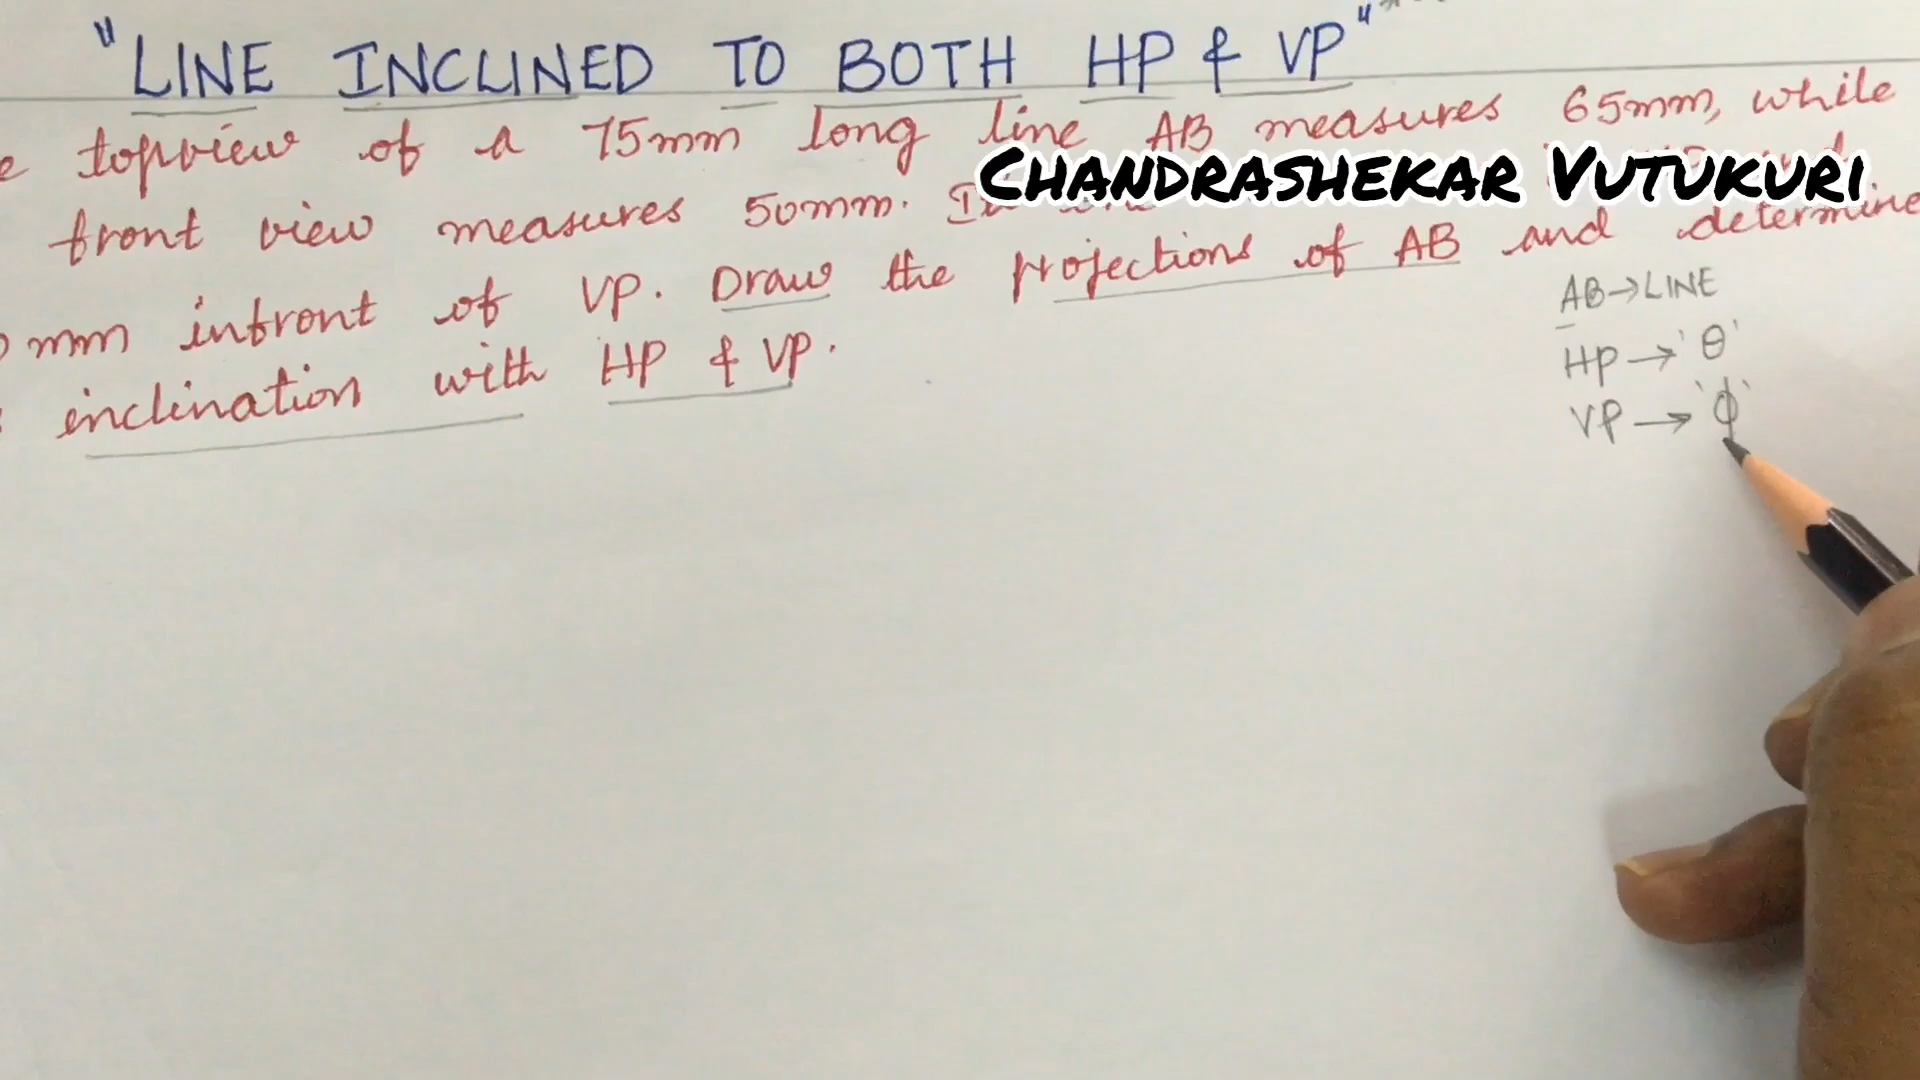 "LINE INCLINED TO BOTH HP & VP"
topview of a 75mm long line AB measures 65mm, while
Chandrashekar Vutukuri
front view measures 50mm.
mm infront of VP. Draw the projections of AB and determine
inclination with HP & VP.
AB→LINE
HP→'θ'
VP→'ϕ'